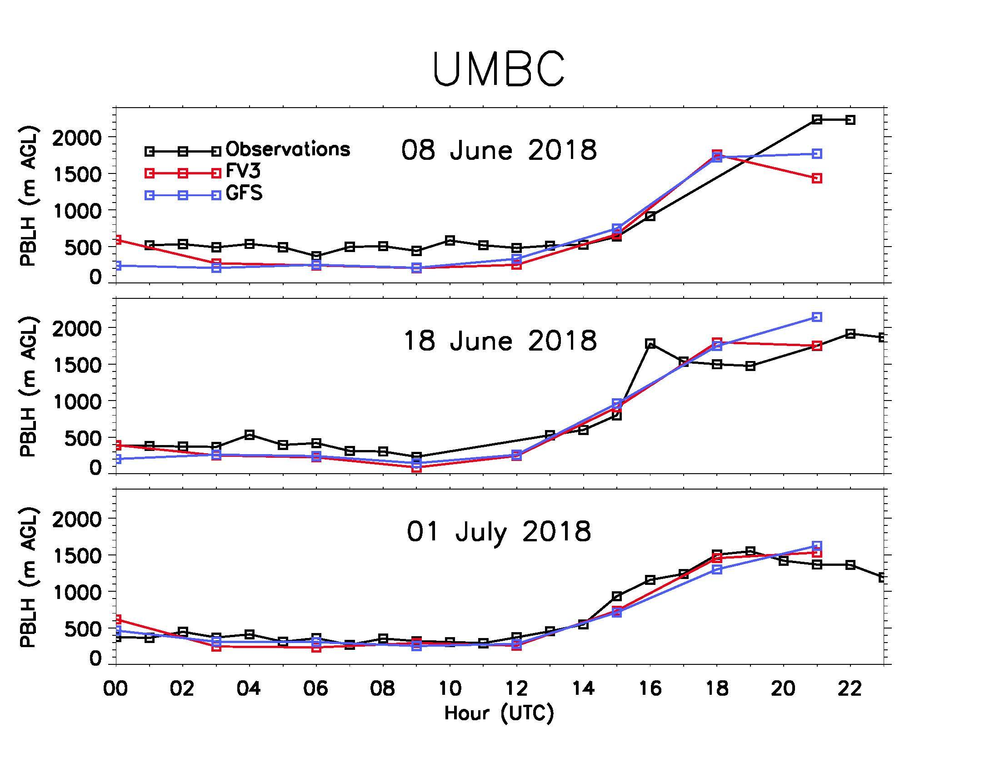 UMBC
PBLH (m AGL)
2000
1500
1000
500
0
Observations
FV3
GFS
08 June 2018
PBLH (m AGL)
2000
1500
1000
500
0
18 June 2018
PBLH (m AGL)
2000
1500
1000
500
0
01 July 2018
00 02 04 06 08 10 12 14 16 18 20 22
Hour (UTC)